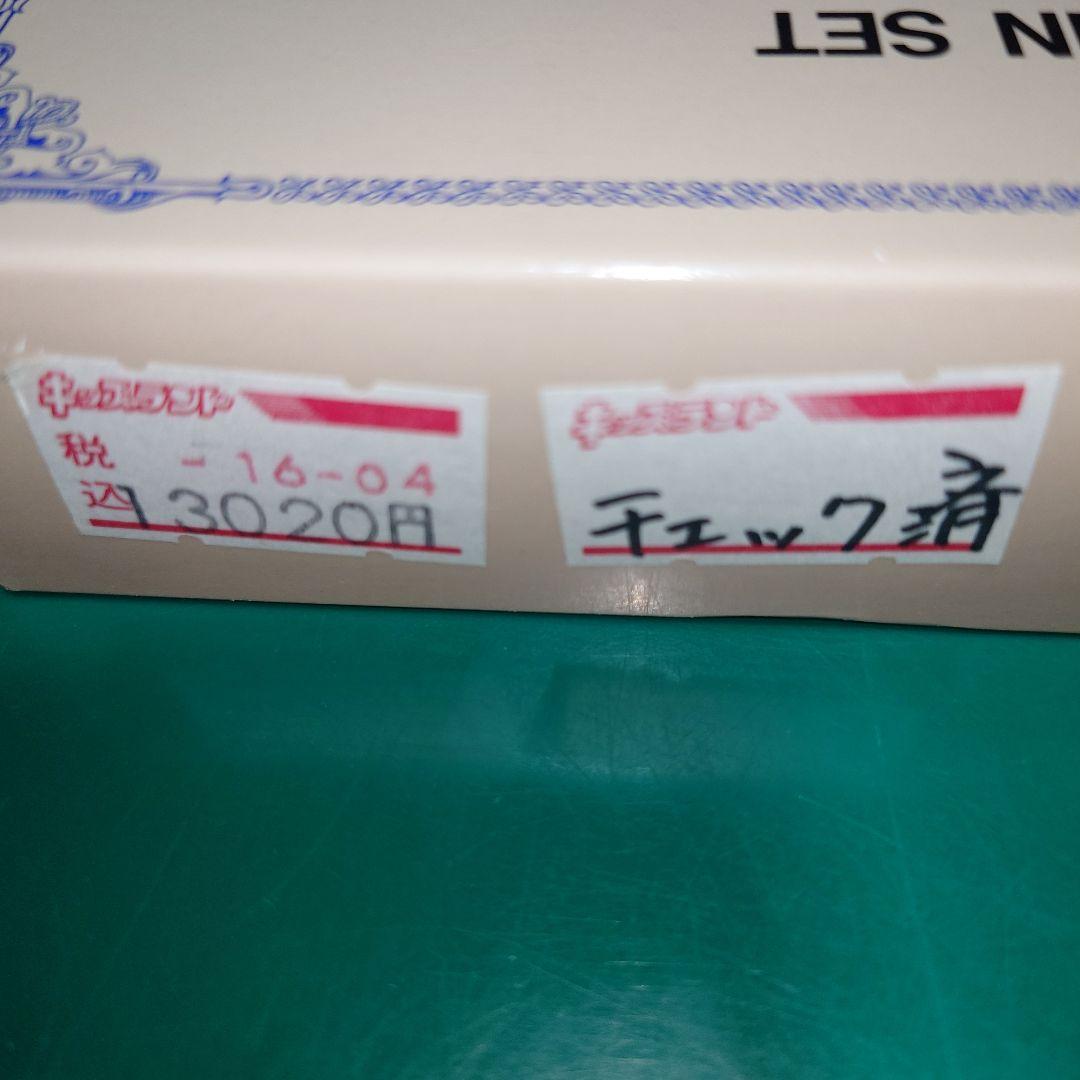 IN SET
キッズランド
税 -16-04
込 13020円
キッズランド
チェック済